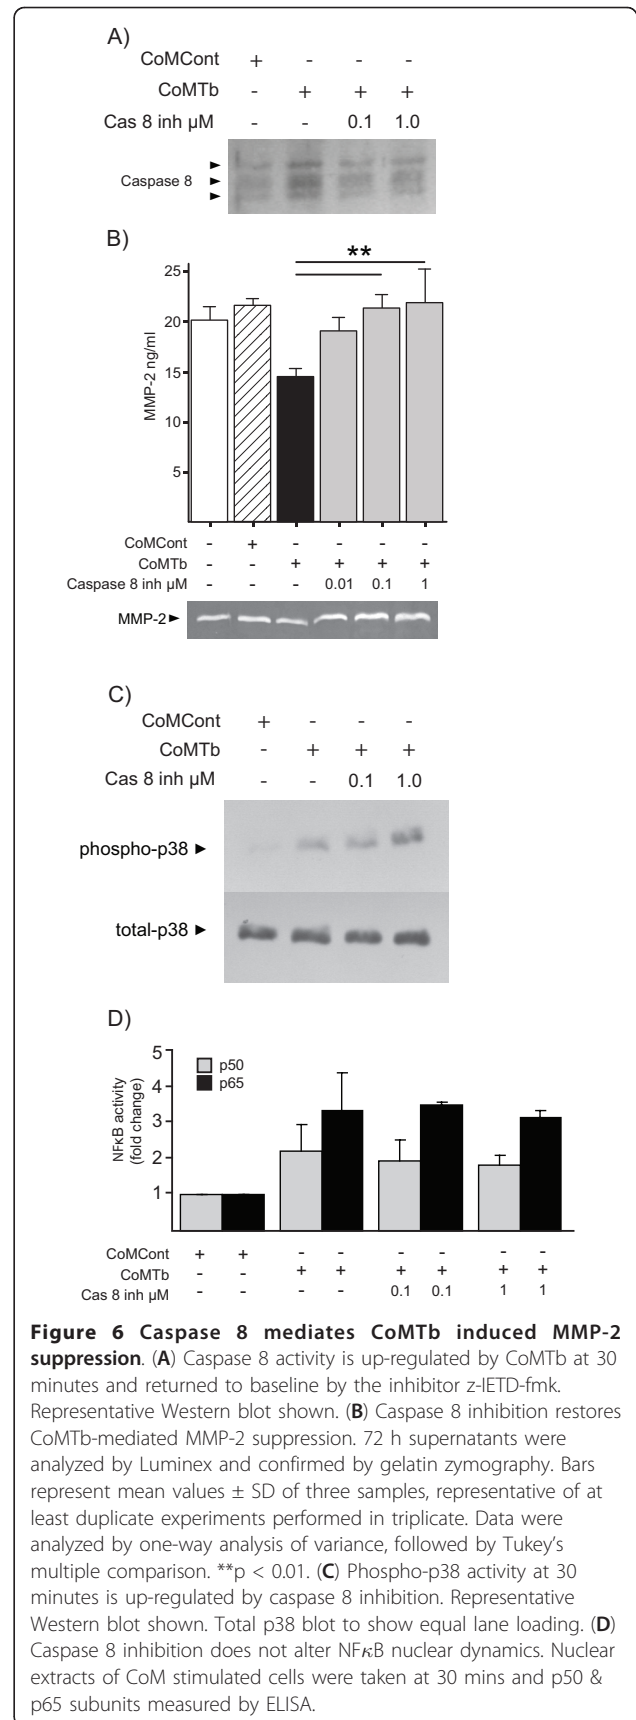 A)
CoMCont + - - -
CoMTb - + + +
Cas 8 inh µM - - 0.1 1.0
Caspase 8
B)
**
25
20
15
10
5
MMP-2 ng/ml
CoMCont - + - - - -
CoMTb - - + + + +
Caspase 8 inh µM - - - 0.01 0.1 1
MMP-2
C)
CoMCont + - - -
CoMTb - + + +
Cas 8 inh µM - - 0.1 1.0
phospho-p38
total-p38
D)
NFκB activity
(fold change)
5
4
3
2
1
p50
p65
CoMCont + + - - - - - -
CoMTb - - + + + + + +
Cas 8 inh µM - - - - 0.1 0.1 1 1
Figure 6 Caspase 8 mediates CoMTb induced MMP-2
suppression. (A) Caspase 8 activity is up-regulated by CoMTb at 30
minutes and returned to baseline by the inhibitor z-IETD-fmk.
Representative Western blot shown. (B) Caspase 8 inhibition restores
CoMTb-mediated MMP-2 suppression. 72 h supernatants were
analyzed by Luminex and confirmed by gelatin zymography. Bars
represent mean values ± SD of three samples, representative of at
least duplicate experiments performed in triplicate. Data were
analyzed by one-way analysis of variance, followed by Tukey's
multiple comparison. **p < 0.01. (C) Phospho-p38 activity at 30
minutes is up-regulated by caspase 8 inhibition. Representative
Western blot shown. Total p38 blot to show equal lane loading. (D)
Caspase 8 inhibition does not alter NFκB nuclear dynamics. Nuclear
extracts of CoM stimulated cells were taken at 30 mins and p50 &
p65 subunits measured by ELISA.